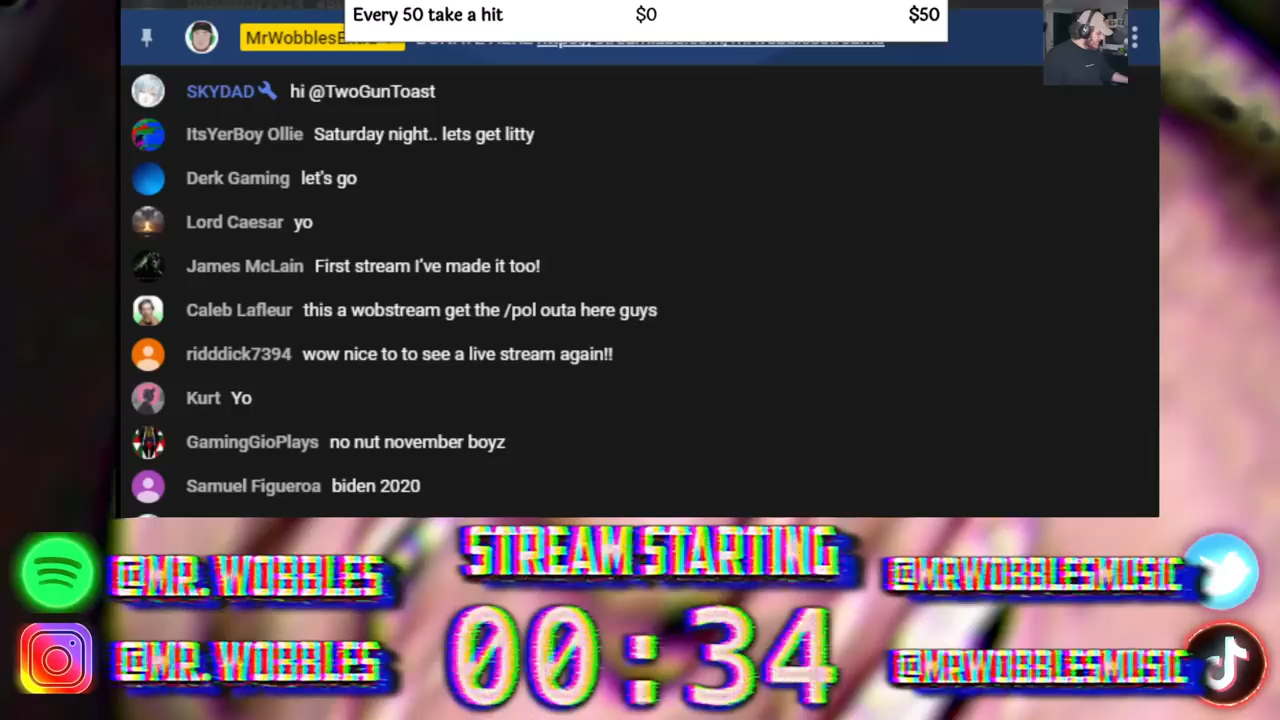 Every 50 take a hit $0 $50
SKYDAD hi @TwoGunToast
ItsYerBoy Ollie Saturday night.. lets get litty
Derk Gaming let's go
Lord Caesar yo
James McLain First stream I've made it too!
Caleb Lafleur this a wobstream get the /pol outa here guys
ridddick7394 wow nice to to see a live stream again!!
Kurt Yo
GamingGioPlays no nut november boyz
Samuel Figueroa biden 2020
STREAM STARTING
00:34
@MR. WOBBLES
@MRWOBBLESMUSIC
@MR. WOBBLES
@MRWOBBLESMUSIC